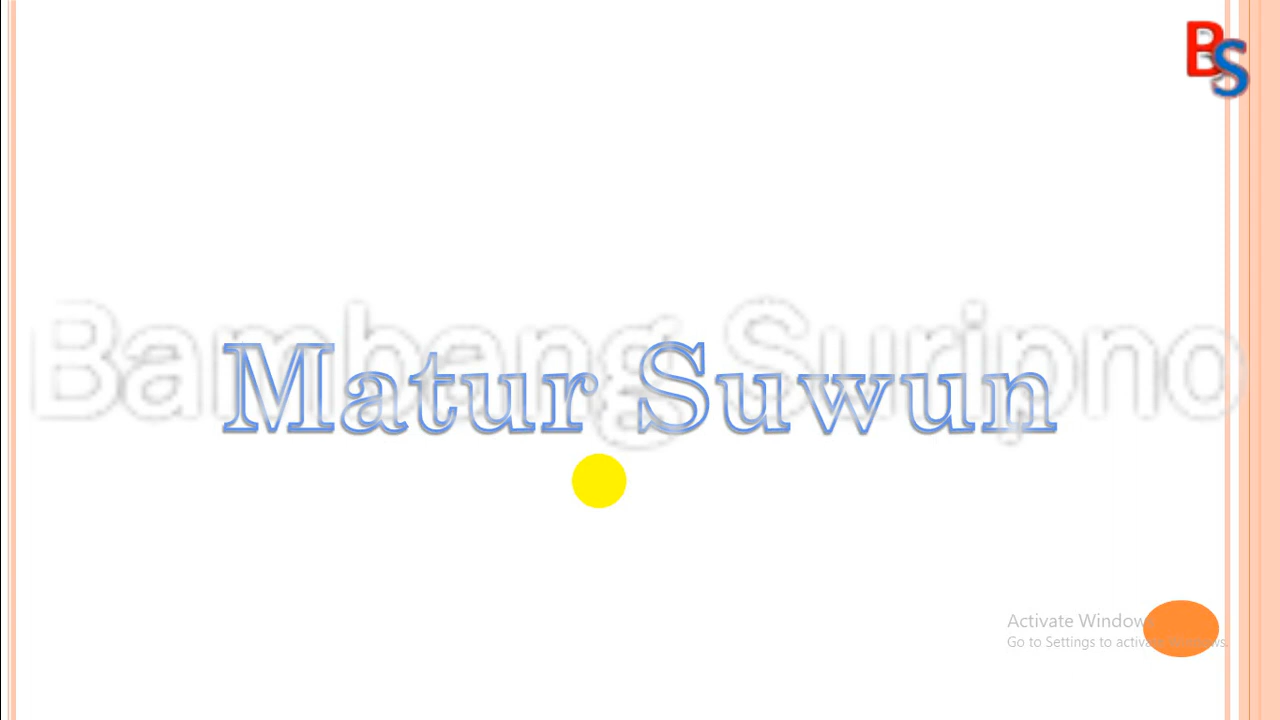 BS
Bambang Suripno
Matur Suwun
Activate Windows
Go to Settings to activate Windows.